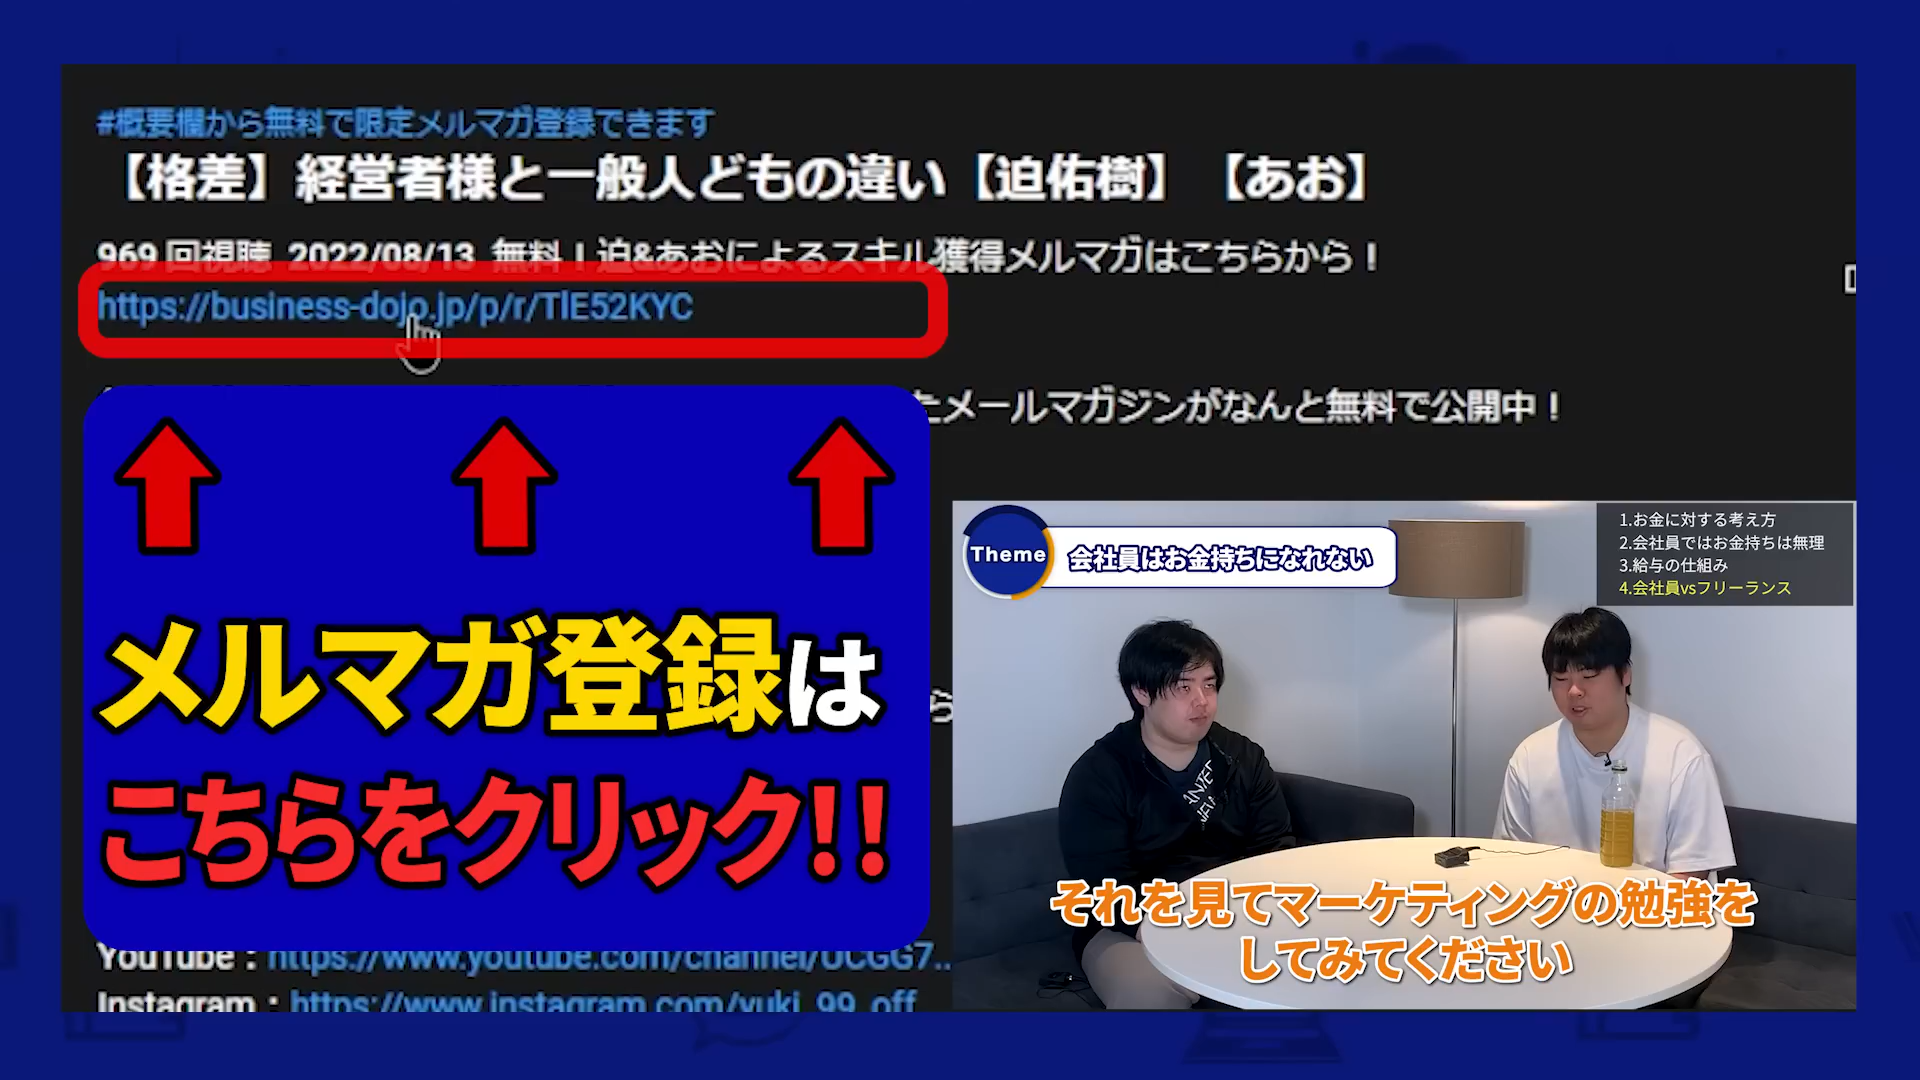 #概要欄から無料で限定メルマガ登録できます
【格差】経営者様と一般人どもの違い【迫佑樹】【あお】
969 回視聴 2022/08/13 無料！迫&あおによるスキル獲得メルマガはこちらから！
https://business-dojo.jp/p/r/TlE52KYC
たメールマガジンがなんと無料で公開中！
メルマガ登録は
こちらをクリック!!
ら
YouTube：https://www.youtube.com/channel/UCGG7...
Instagram：https://www.instagram.com/yuki_99_off
Theme
会社員はお金持ちになれない
1.お金に対する考え方
2.会社員ではお金持ちは無理
3.給与の仕組み
4.会社員vsフリーランス
それを見てマーケティングの勉強を
してみてください